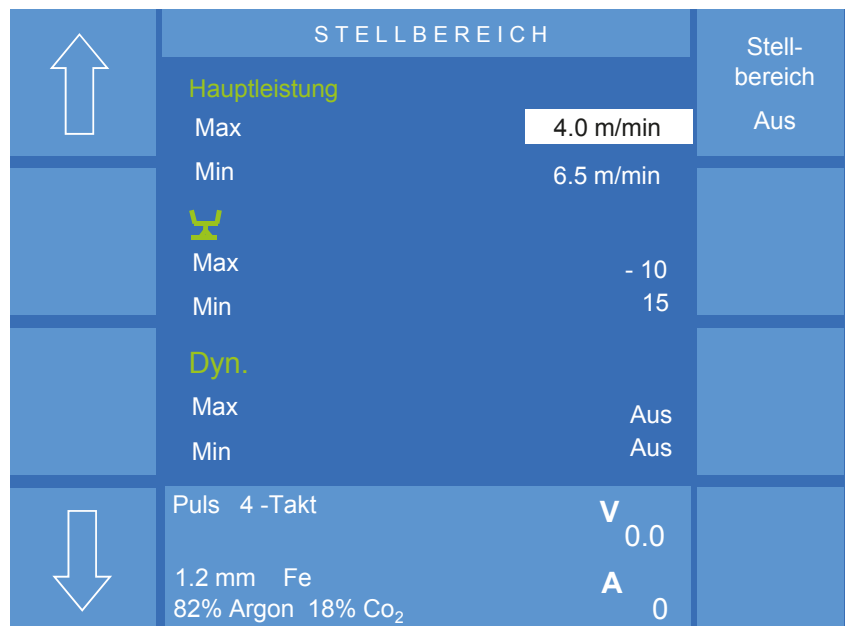 STELLBEREICH
Stell-
bereich
Aus
Hauptleistung
Max 4.0 m/min
Min 6.5 m/min
Max - 10
Min 15
Dyn.
Max Aus
Min Aus
Puls 4 -Takt V
0.0
1.2 mm Fe A
82% Argon 18% Co₂ 0